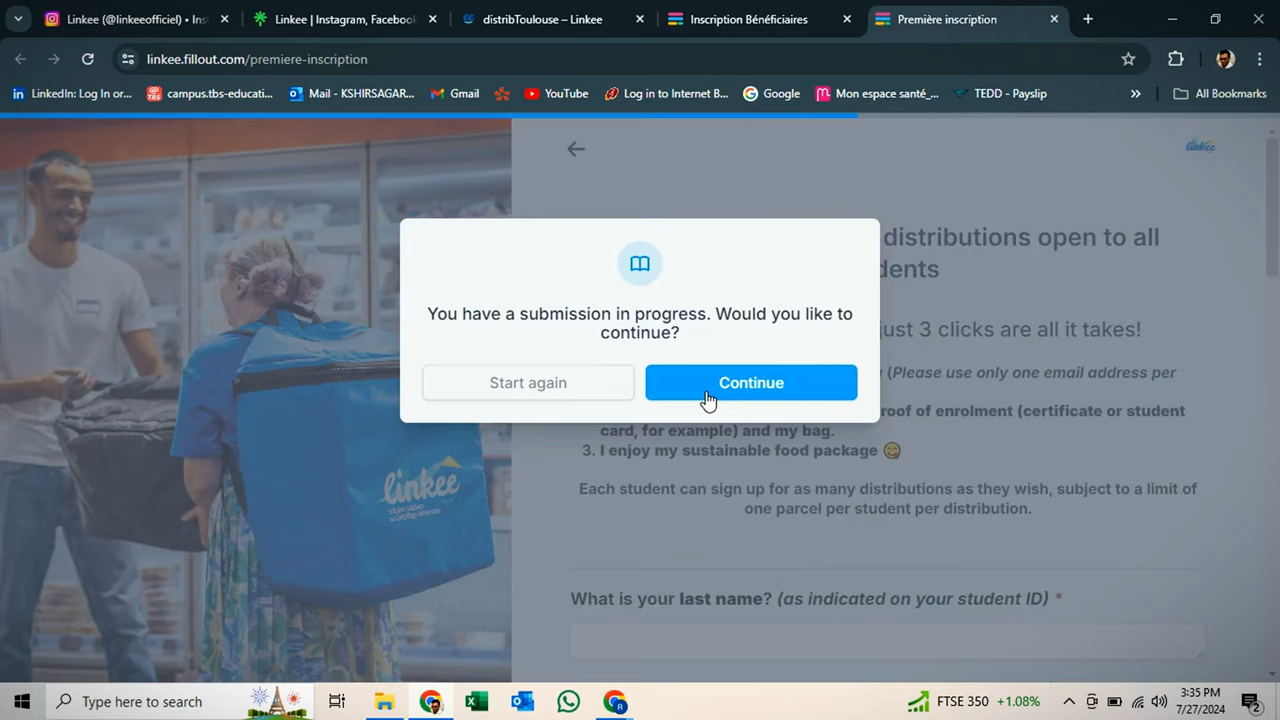 Linkee (@linkeeofficiel) • Ins
Linkee | Instagram, Facebook
distribToulouse – Linkee
Inscription Bénéficiaires
Première inscription
linkee.fillout.com/premiere-inscription
LinkedIn: Log In or...
campus.tbs-educati...
Mail - KSHIRSAGAR...
Gmail
YouTube
Log in to Internet B...
Google
Mon espace santé_...
TEDD - Payslip
All Bookmarks
linkee
distributions open to all
dents
just 3 clicks are all it takes!
(Please use only one email address per
roof of enrolment (certificate or student
card, for example) and my bag.
3. I enjoy my sustainable food package 😋
Each student can sign up for as many distributions as they wish, subject to a limit of
one parcel per student per distribution.
What is your last name? (as indicated on your student ID) *
You have a submission in progress. Would you like to
continue?
Start again
Continue
linkee
Type here to search
FTSE 350 +1.08%
3:35 PM
7/27/2024
2